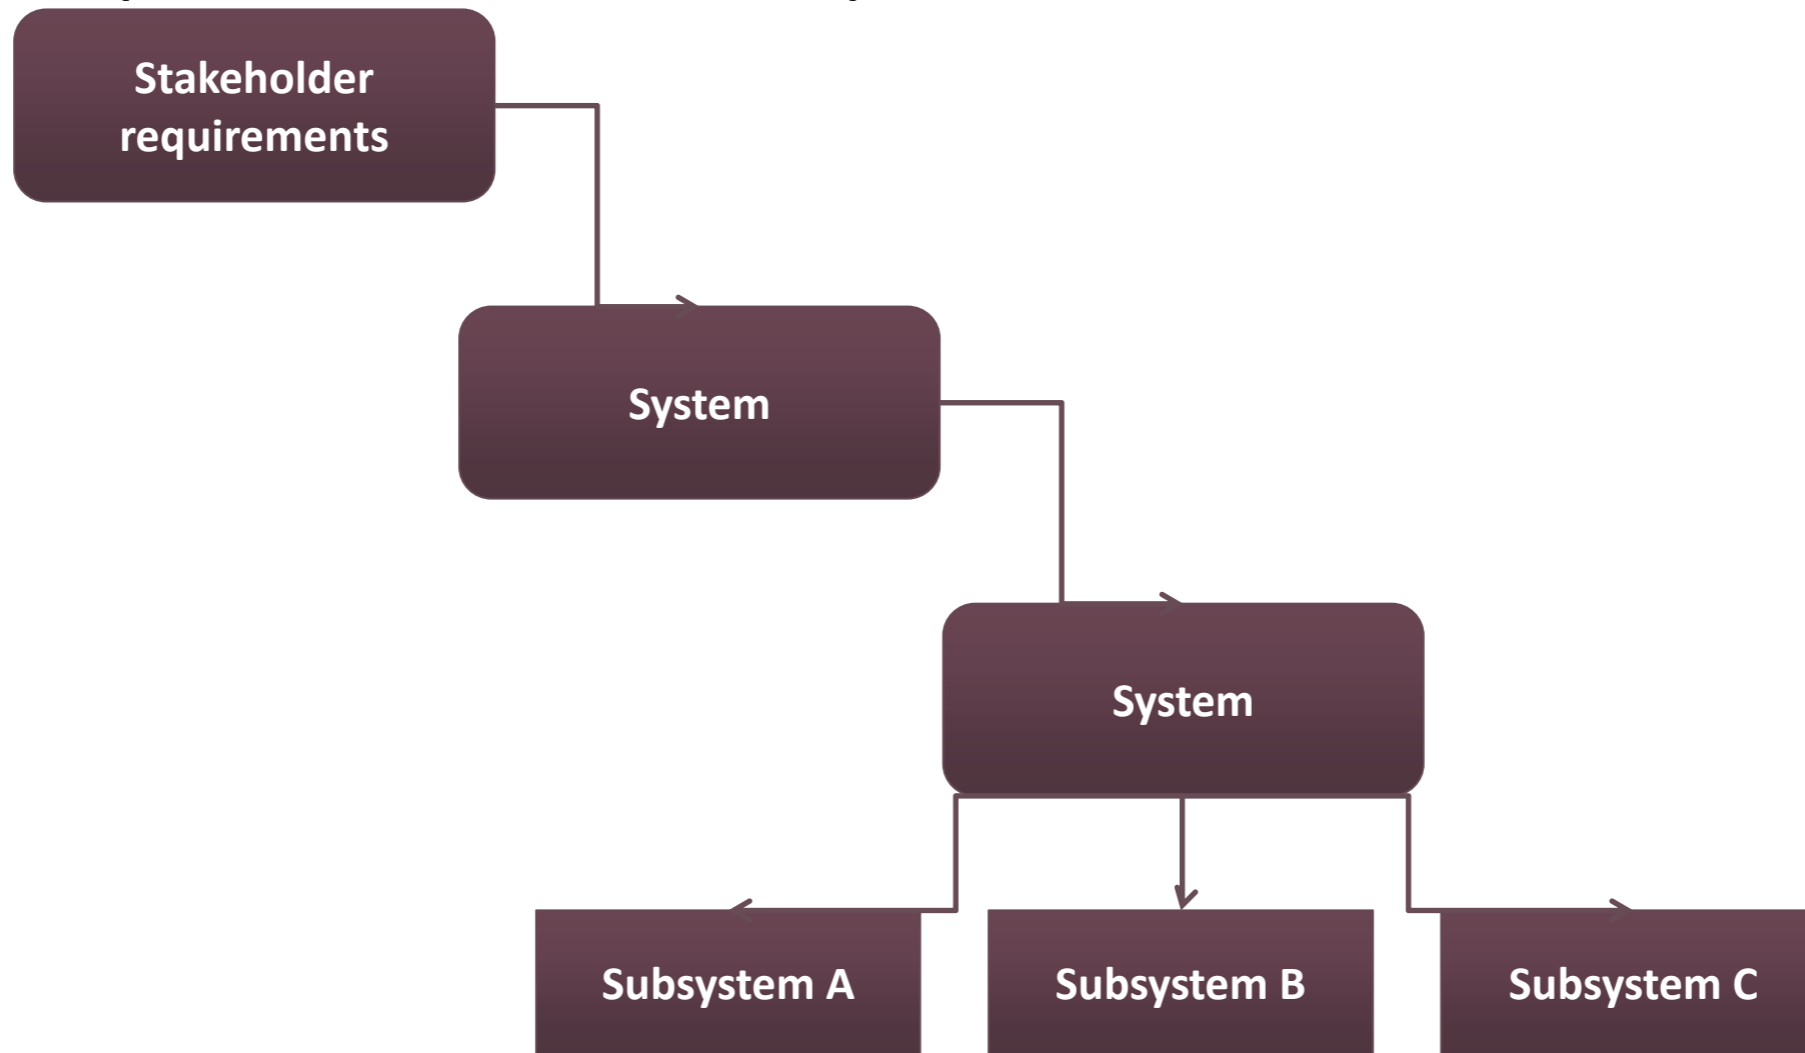 Stakeholder
requirements
System
System
Subsystem A
Subsystem B
Subsystem C